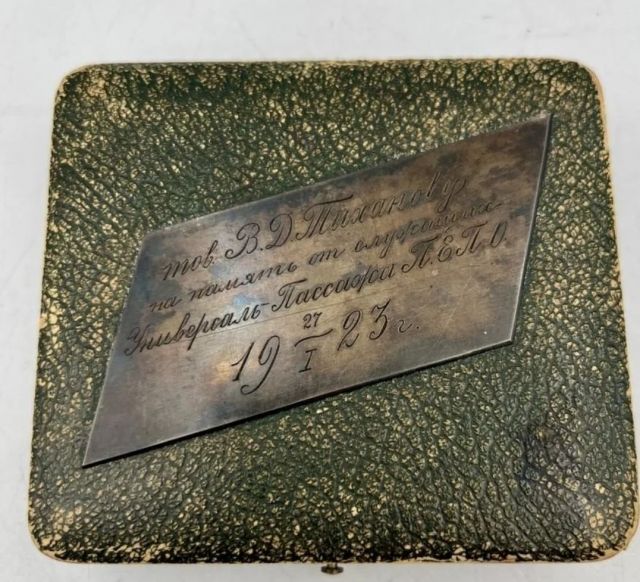 тов. В. Д. Тиханову
на память от служащих
Универсаль-Пассажа П.Е.П.О.
19 27/I 23 г.